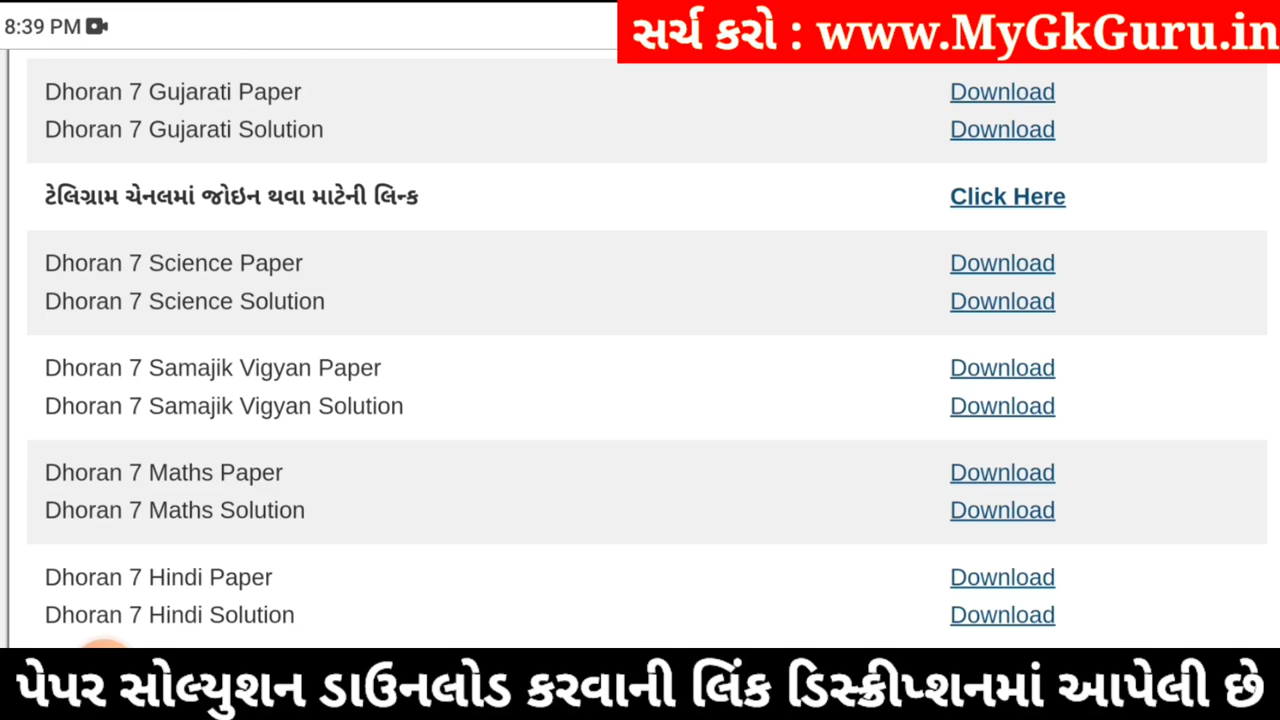 8:39 PM
સર્ચ કરો : www.MyGkGuru.in
Dhoran 7 Gujarati Paper Download
Dhoran 7 Gujarati Solution Download
ટેલિગ્રામ ચેનલમાં જોઇન થવા માટેની લિન્ક Click Here
Dhoran 7 Science Paper Download
Dhoran 7 Science Solution Download
Dhoran 7 Samajik Vigyan Paper Download
Dhoran 7 Samajik Vigyan Solution Download
Dhoran 7 Maths Paper Download
Dhoran 7 Maths Solution Download
Dhoran 7 Hindi Paper Download
Dhoran 7 Hindi Solution Download
પેપર સોલ્યુશન ડાઉનલોડ કરવાની લિંક ડિસ્ક્રીપ્શનમાં આપેલી છે